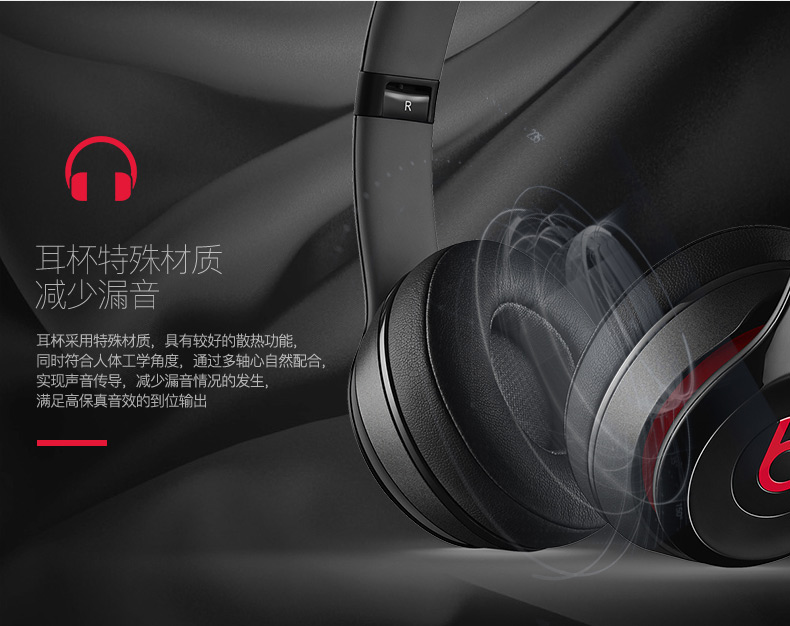 R
耳杯特殊材质
减少漏音
耳杯采用特殊材质，具有较好的散热功能，
同时符合人体工学角度，通过多轴心自然配合，
实现声音传导，减少漏音情况的发生，
满足高保真音效的到位输出
b